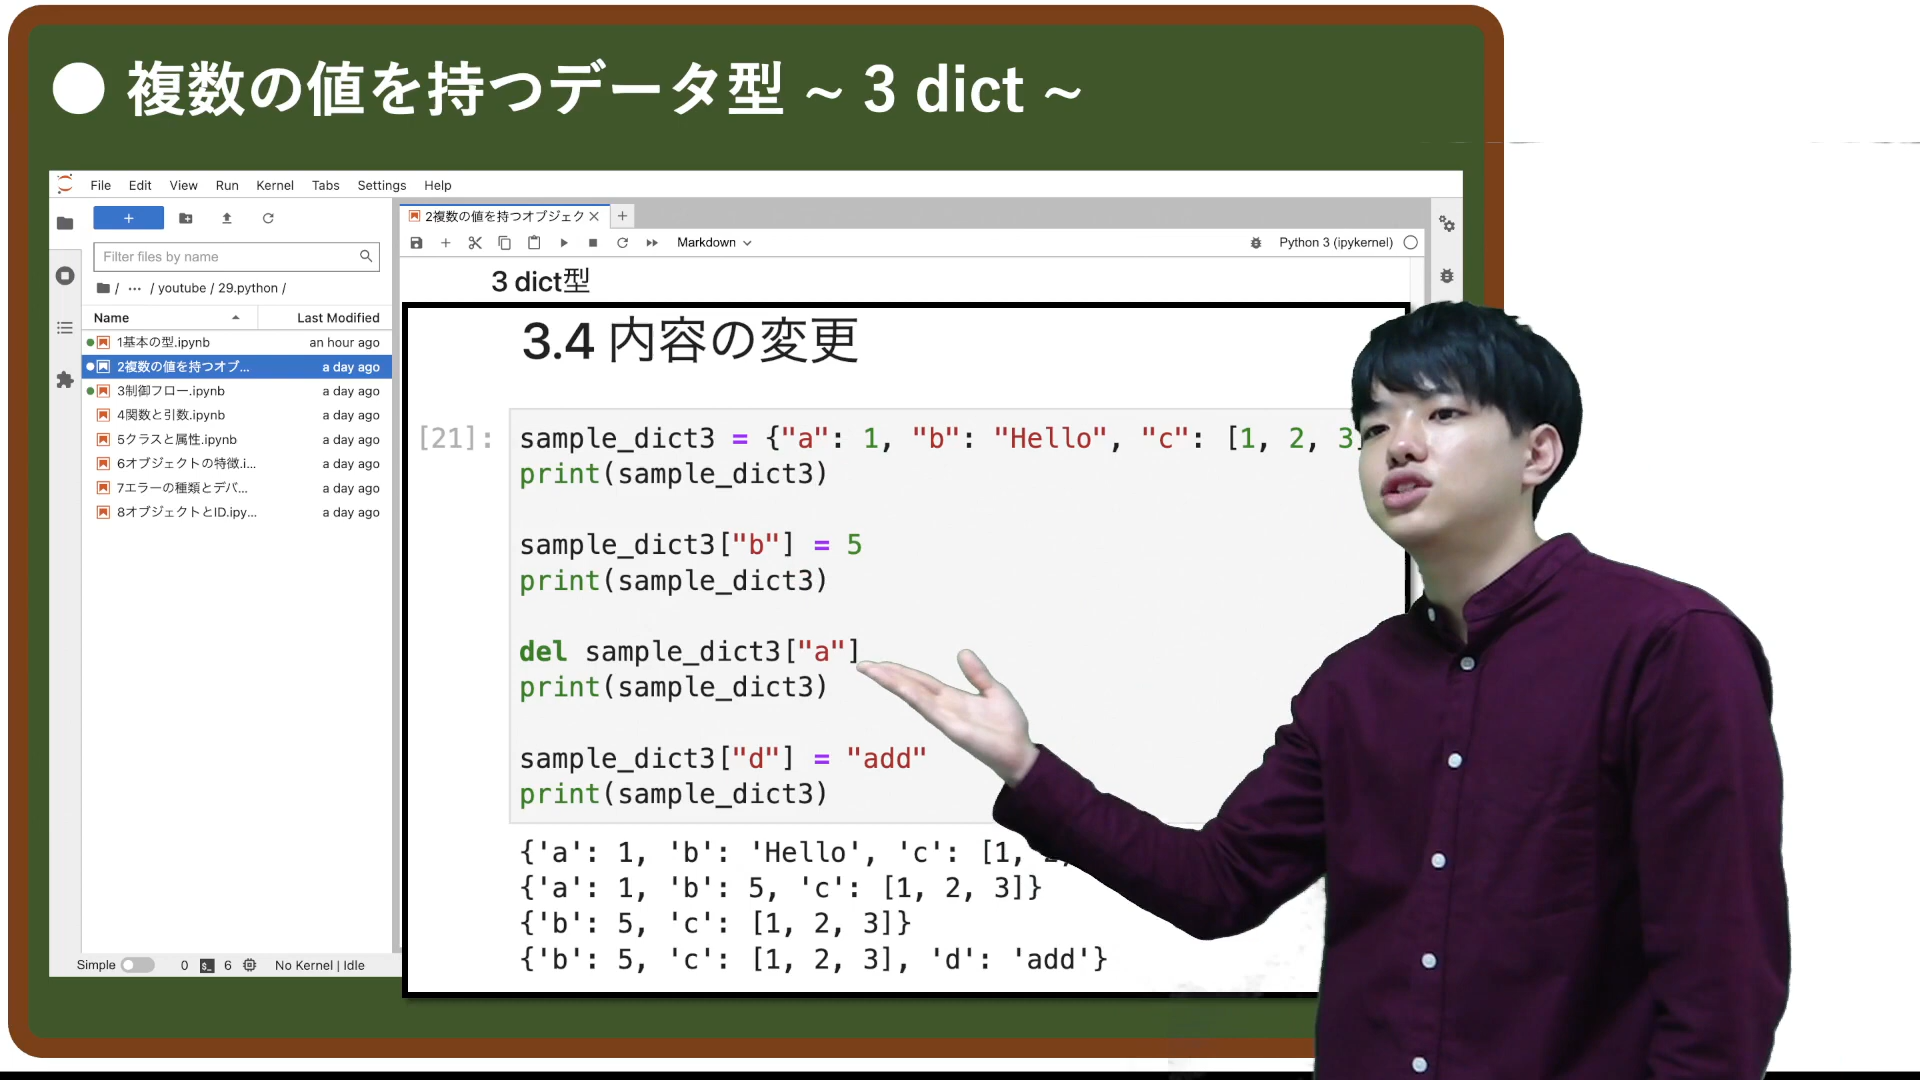 ● 複数の値を持つデータ型 ~ 3 dict ~
File Edit View Run Kernel Tabs Settings Help
2複数の値を持つオブジェク
Filter files by name
Markdown
Python 3 (ipykernel)
/ … / youtube / 29.python /
Name Last Modified
1基本の型.ipynb an hour ago
2複数の値を持つオブ... a day ago
3制御フロー.ipynb a day ago
4関数と引数.ipynb a day ago
5クラスと属性.ipynb a day ago
6オブジェクトの特徴.i... a day ago
7エラーの種類とデバ... a day ago
8オブジェクトとID.ipy... a day ago
Simple 0 6 No Kernel | Idle
3 dict型
3.4 内容の変更
[21]: sample_dict3 = {"a": 1, "b": "Hello", "c": [1, 2, 3]
print(sample_dict3)
sample_dict3["b"] = 5
print(sample_dict3)
del sample_dict3["a"]
print(sample_dict3)
sample_dict3["d"] = "add"
print(sample_dict3)
{'a': 1, 'b': 'Hello', 'c': [1, 2,
{'a': 1, 'b': 5, 'c': [1, 2, 3]}
{'b': 5, 'c': [1, 2, 3]}
{'b': 5, 'c': [1, 2, 3], 'd': 'add'}